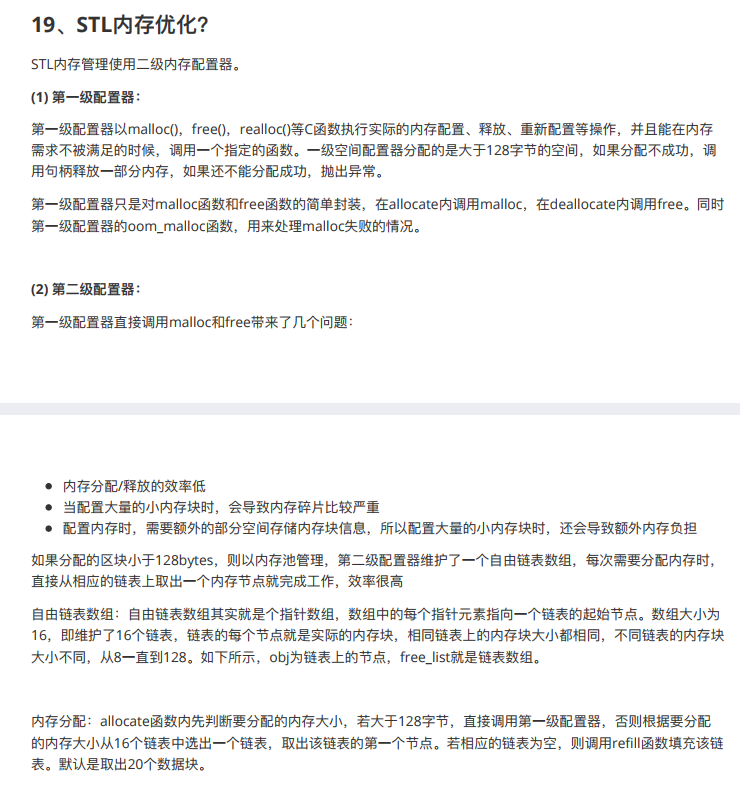 19、STL内存优化？
STL内存管理使用二级内存配置器。
(1) 第一级配置器：
第一级配置器以malloc()，free()，realloc()等C函数执行实际的内存配置、释放、重新配置等操作，并且能在内存
需求不被满足的时候，调用一个指定的函数。一级空间配置器分配的是大于128字节的空间，如果分配不成功，调
用句柄释放一部分内存，如果还不能分配成功，抛出异常。
第一级配置器只是对malloc函数和free函数的简单封装，在allocate内调用malloc，在deallocate内调用free。同时
第一级配置器的oom_malloc函数，用来处理malloc失败的情况。
(2) 第二级配置器：
第一级配置器直接调用malloc和free带来了几个问题：
● 内存分配/释放的效率低
● 当配置大量的小内存块时，会导致内存碎片比较严重
● 配置内存时，需要额外的部分空间存储内存块信息，所以配置大量的小内存块时，还会导致额外内存负担
如果分配的区块小于128bytes，则以内存池管理，第二级配置器维护了一个自由链表数组，每次需要分配内存时，
直接从相应的链表上取出一个内存节点就完成工作，效率很高
自由链表数组：自由链表数组其实就是个指针数组，数组中的每个指针元素指向一个链表的起始节点。数组大小为
16，即维护了16个链表，链表的每个节点就是实际的内存块，相同链表上的内存块大小都相同，不同链表的内存块
大小不同，从8一直到128。如下所示，obj为链表上的节点，free_list就是链表数组。
内存分配：allocate函数内先判断要分配的内存大小，若大于128字节，直接调用第一级配置器，否则根据要分配
的内存大小从16个链表中选出一个链表，取出该链表的第一个节点。若相应的链表为空，则调用refill函数填充该链
表。默认是取出20个数据块。